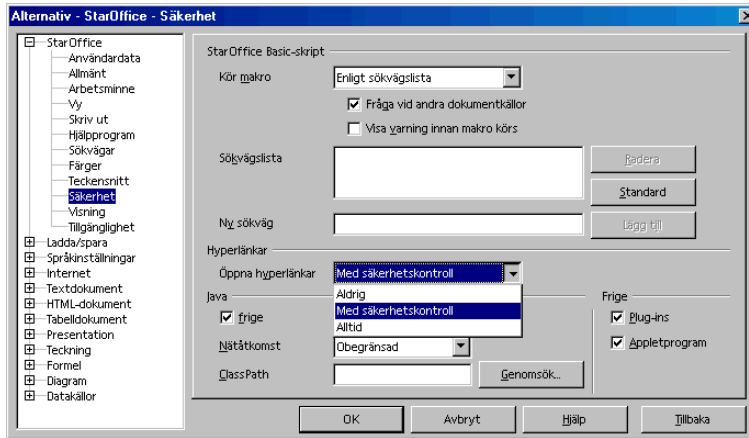 Alternativ - StarOffice - Säkerhet
StarOffice
Användardata
Allmänt
Arbetsminne
Vy
Skriv ut
Hjälpprogram
Sökvägar
Färger
Teckensnitt
Säkerhet
Visning
Tillgänglighet
Ladda/spara
Språkinställningar
Internet
Textdokument
HTML-dokument
Tabelldokument
Presentation
Teckning
Formel
Diagram
Datakällor
StarOffice Basic-skript
Kör makro Enligt sökvägslista
Fråga vid andra dokumentkällor
Visa varning innan makro körs
Sökvägslista
Radera
Standard
Ny sökväg Lägg till
Hyperlänkar
Öppna hyperlänkar Med säkerhetskontroll
Aldrig
Med säkerhetskontroll
Alltid
Java
frige
Nätåtkomst Obegränsad
ClassPath Genomsök...
Frige
Plug-ins
Appletprogram
OK Avbryt Hjälp Tillbaka